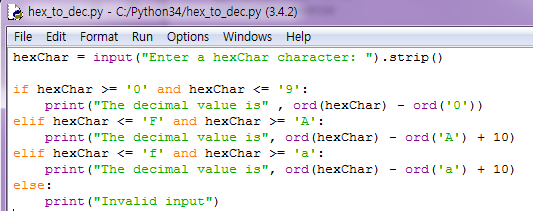 hex_to_dec.py - C:/Python34/hex_to_dec.py (3.4.2)
File Edit Format Run Options Windows Help
hexChar = input("Enter a hexChar character: ").strip()
if hexChar >= '0' and hexChar <= '9':
    print("The decimal value is" , ord(hexChar) - ord('0'))
elif hexChar <= 'F' and hexChar >= 'A':
    print("The decimal value is", ord(hexChar) - ord('A') + 10)
elif hexChar <= 'f' and hexChar >= 'a':
    print("The decimal value is", ord(hexChar) - ord('a') + 10)
else:
    print("Invalid input")